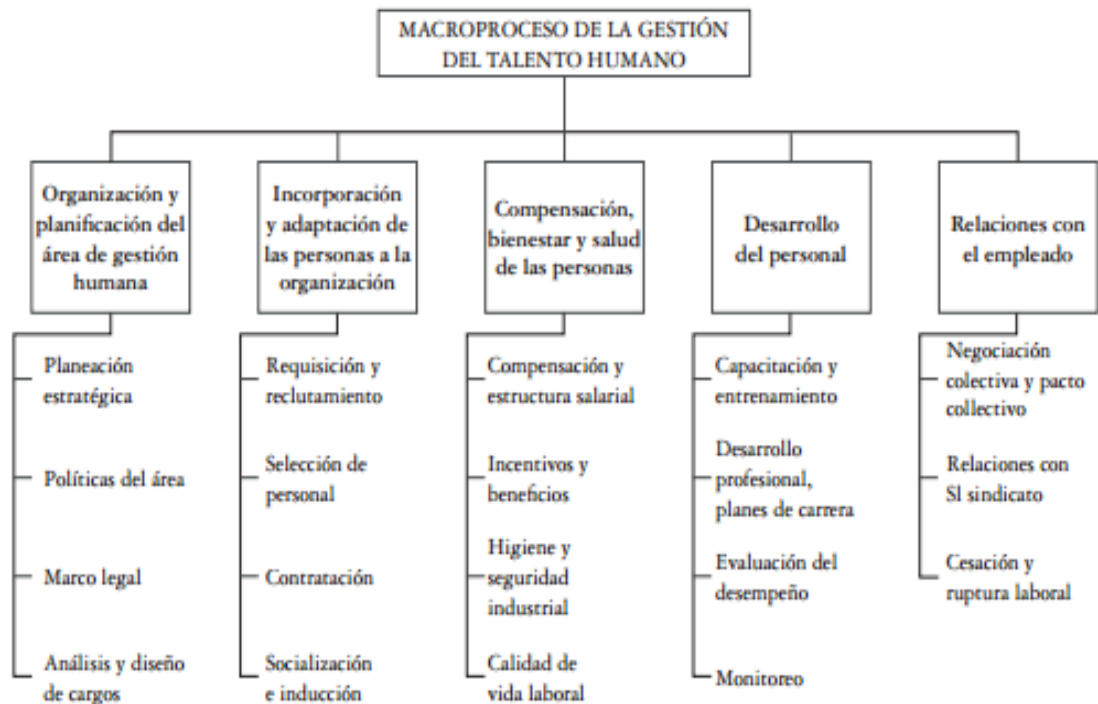 MACROPROCESO DE LA GESTIÓN
DEL TALENTO HUMANO
Organización y
planificación del
área de gestión
humana
Planeación
estratégica
Políticas del área
Marco legal
Análisis y diseño
de cargos
Incorporación
y adaptación de
las personas a la
organización
Requisición y
reclutamiento
Selección de
personal
Contratación
Socialización
e inducción
Compensación,
bienestar y salud
de las personas
Compensación y
estructura salarial
Incentivos y
beneficios
Higiene y
seguridad
industrial
Calidad de
vida laboral
Desarrollo
del personal
Capacitación y
entrenamiento
Desarrollo
profesional,
planes de carrera
Evaluación del
desempeño
Monitoreo
Relaciones con
el empleado
Negociación
colectiva y pacto
collectivo
Relaciones con
Sl sindicato
Cesación y
ruptura laboral